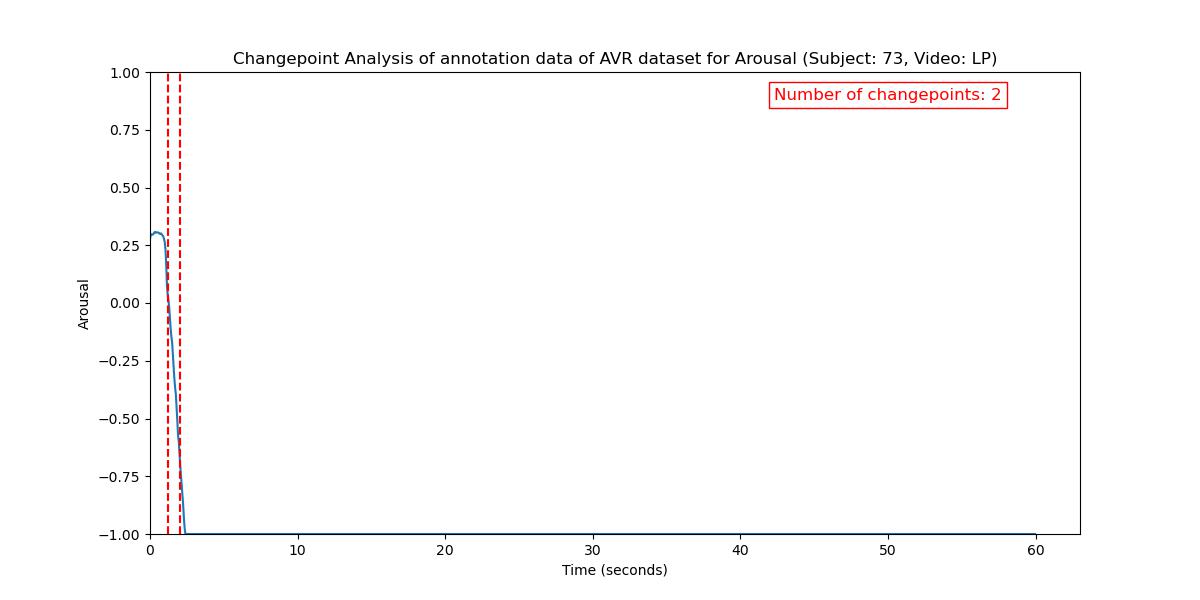 Changepoint Analysis of annotation data of AVR dataset for Arousal (Subject: 73, Video: LP)
Number of changepoints: 2
1.00
0.75
0.50
0.25
0.00
−0.25
−0.50
−0.75
−1.00
Arousal
0 10 20 30 40 50 60
Time (seconds)